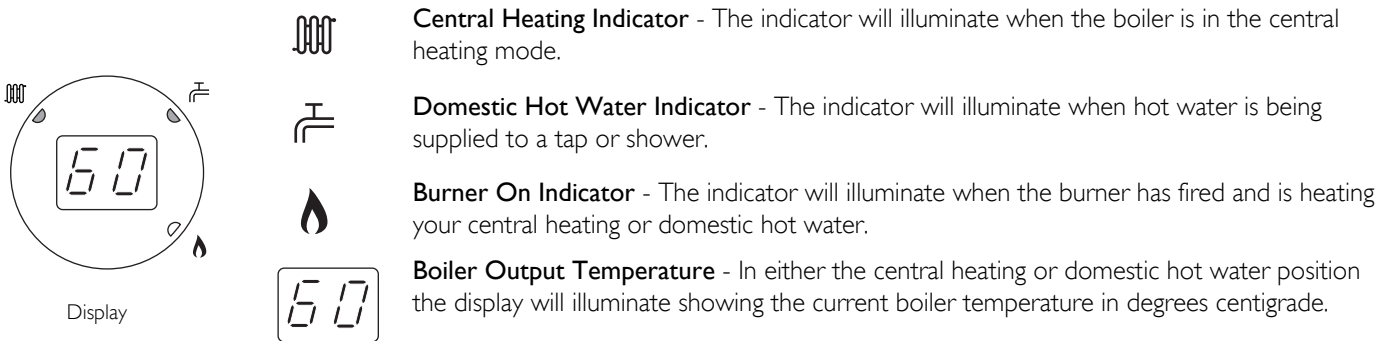 60
Display
Central Heating Indicator - The indicator will illuminate when the boiler is in the central
heating mode.
Domestic Hot Water Indicator - The indicator will illuminate when hot water is being
supplied to a tap or shower.
Burner On Indicator - The indicator will illuminate when the burner has fired and is heating
your central heating or domestic hot water.
60
Boiler Output Temperature - In either the central heating or domestic hot water position
the display will illuminate showing the current boiler temperature in degrees centigrade.